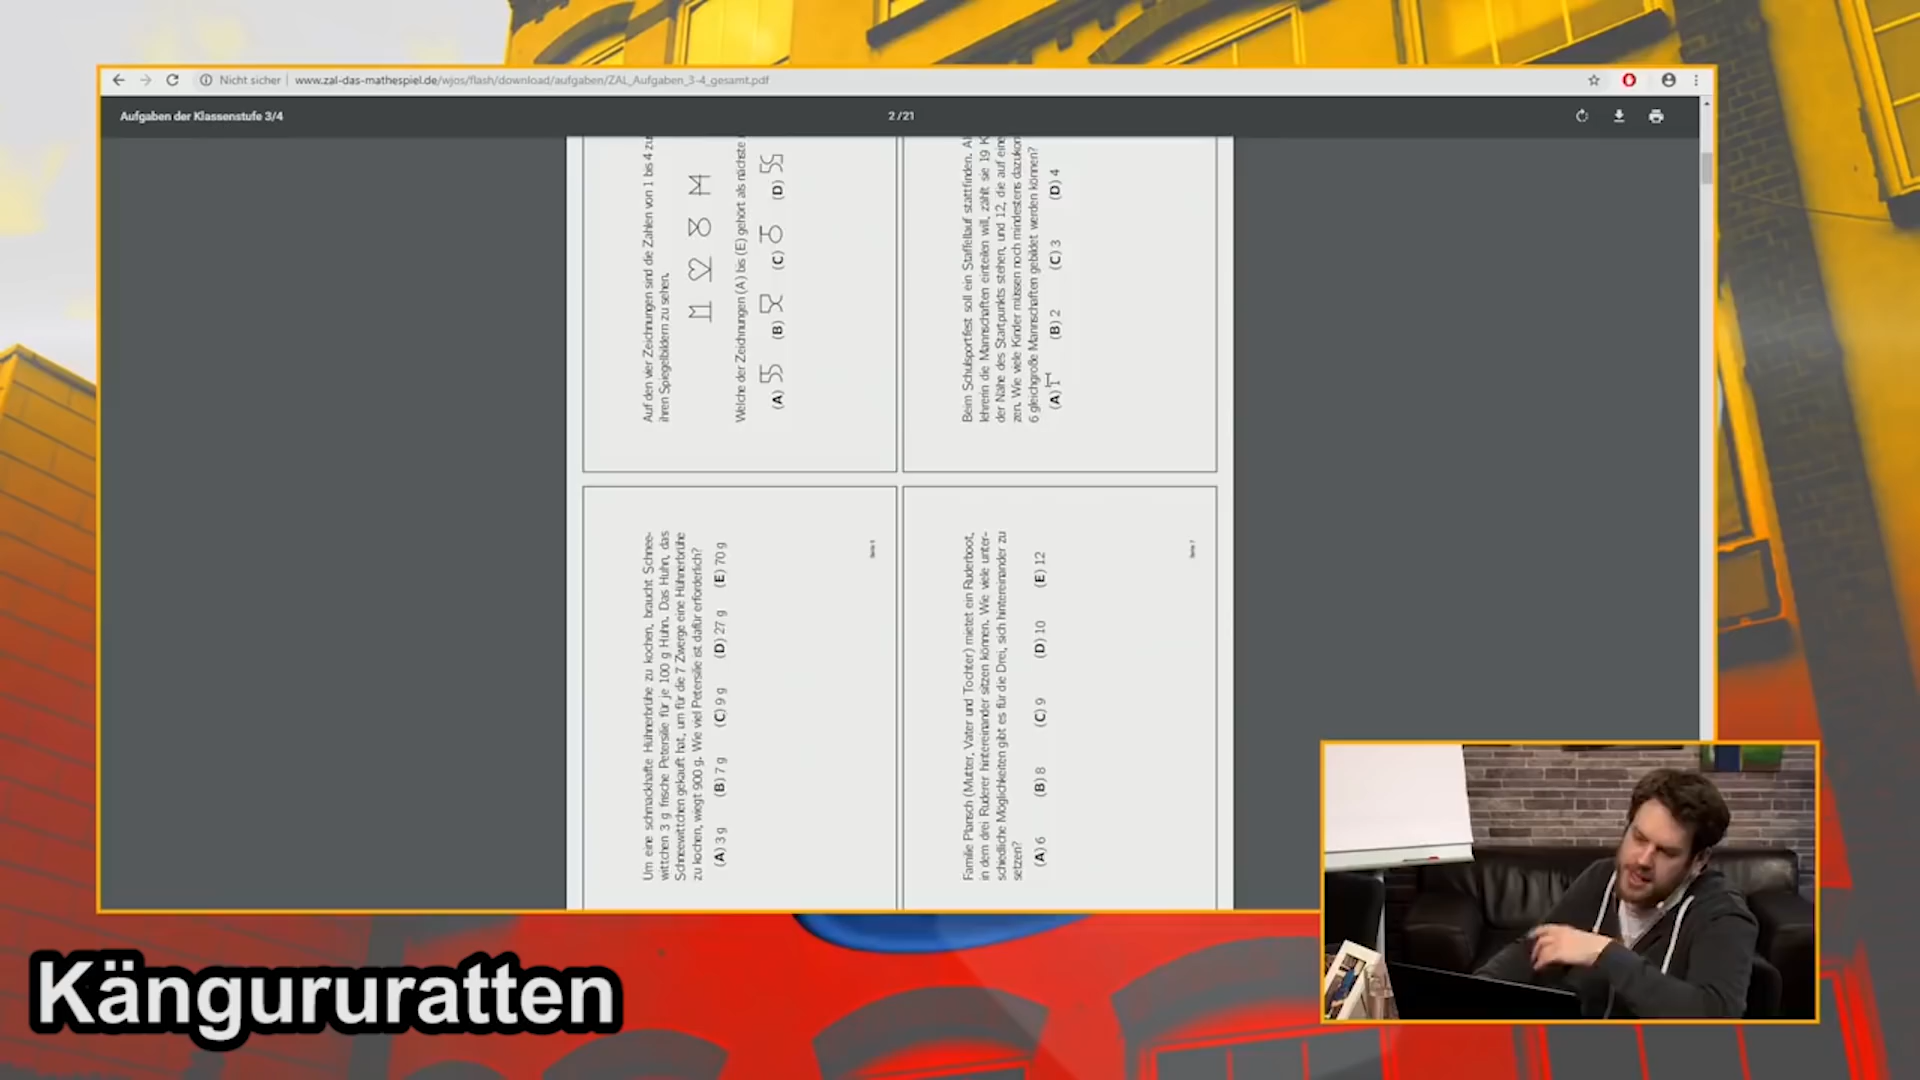 Nicht sicher | www.zal-das-mathespiel.de/wjos/flash/download/aufgaben/ZAL_Aufgaben_3-4_gesamt.pdf
Aufgaben der Klassenstufe 3/4
2 / 21
Auf den vier Zeichnungen sind die Zahlen von 1 bis 4 zu
ihren Spiegelbildern zu sehen.
Welche der Zeichnungen (A) bis (E) gehört als nächste
(A) (B) (C) (D)
Beim Schulsportfest soll ein Staffellauf stattfinden.
lehrerin die Mannschaften einteilen will, zählt sie 19 K
der Nähe des Startpunkts stehen, und 12, die auf eine
zen. Wie viele Kinder müssen noch mindestens dazukom
6 gleichgroße Mannschaften gebildet werden können?
(A) 1 (B) 2 (C) 3 (D) 4
Um eine schmackhafte Hühnerbrühe zu kochen, braucht Schnee-
wittchen 3 g frische Petersilie für je 100 g Huhn. Das Huhn, das
Schneewittchen gekauft hat, um für die 7 Zwerge eine Hühnerbrühe
zu kochen, wiegt 900 g. Wie viel Petersilie ist dafür erforderlich?
(A) 3 g (B) 7 g (C) 9 g (D) 27 g (E) 70 g
Familie Plansch (Mutter, Vater und Tochter) mietet ein Ruderboot,
in dem drei Ruderer hintereinander sitzen können. Wie viele unter-
schiedliche Möglichkeiten gibt es für die Drei, sich hintereinander zu
setzen?
(A) 6 (B) 8 (C) 9 (D) 10 (E) 12
Kängururatten